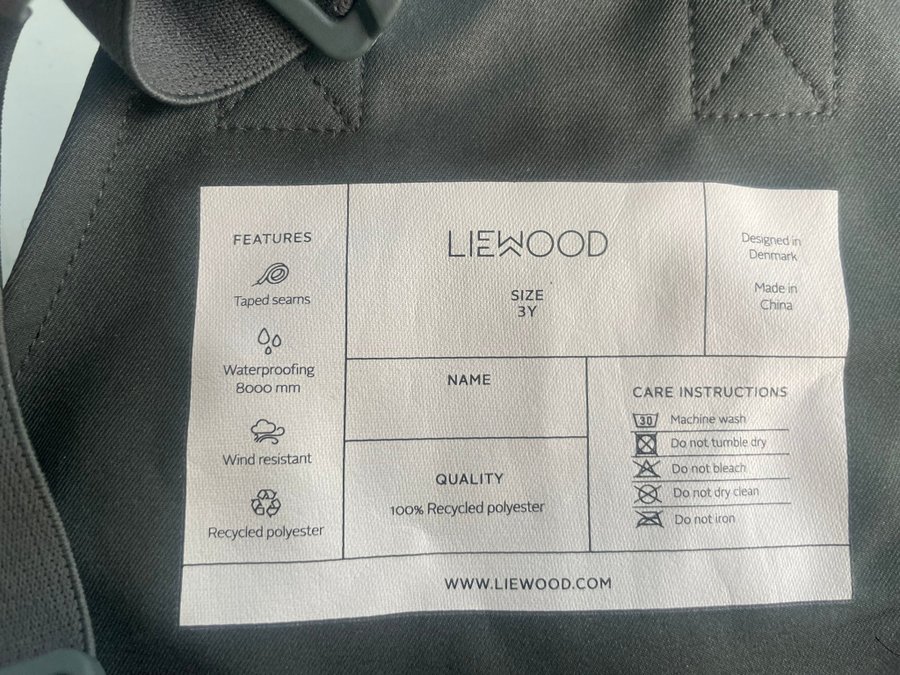 FEATURES
Taped seams
Waterproofing
8000 mm
Wind resistant
Recycled polyester
LIEWOOD
SIZE
3Y
Designed in
Denmark
Made in
China
NAME
QUALITY
100% Recycled polyester
CARE INSTRUCTIONS
30 Machine wash
Do not tumble dry
Do not bleach
Do not dry clean
Do not iron
WWW.LIEWOOD.COM